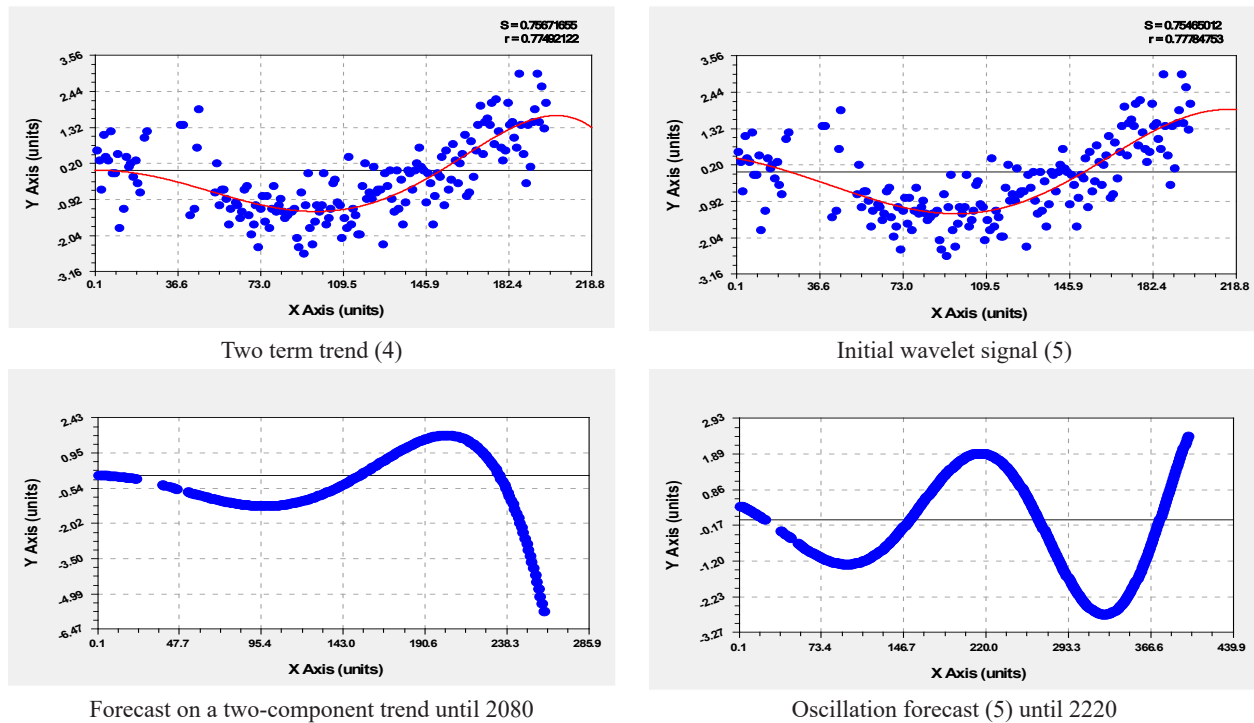 S = 0.75671655
r = 0.77492122
Y Axis (units)
3.56
2.44
1.32
0.20
-0.92
-2.04
-3.16
0.1 36.6 73.0 109.5 145.9 182.4 218.8
X Axis (units)
Two term trend (4)
S = 0.75465012
r = 0.77784753
Y Axis (units)
3.56
2.44
1.32
0.20
-0.92
-2.04
-3.16
0.1 36.6 73.0 109.5 145.9 182.4 218.8
X Axis (units)
Initial wavelet signal (5)
Y Axis (units)
2.43
0.95
-0.54
-2.02
-3.50
-4.99
-6.47
0.1 47.7 95.4 143.0 190.6 238.3 285.9
X Axis (units)
Forecast on a two-component trend until 2080
Y Axis (units)
2.93
1.89
0.86
-0.17
-1.20
-2.23
-3.27
0.1 73.4 146.7 220.0 293.3 366.6 439.9
X Axis (units)
Oscillation forecast (5) until 2220